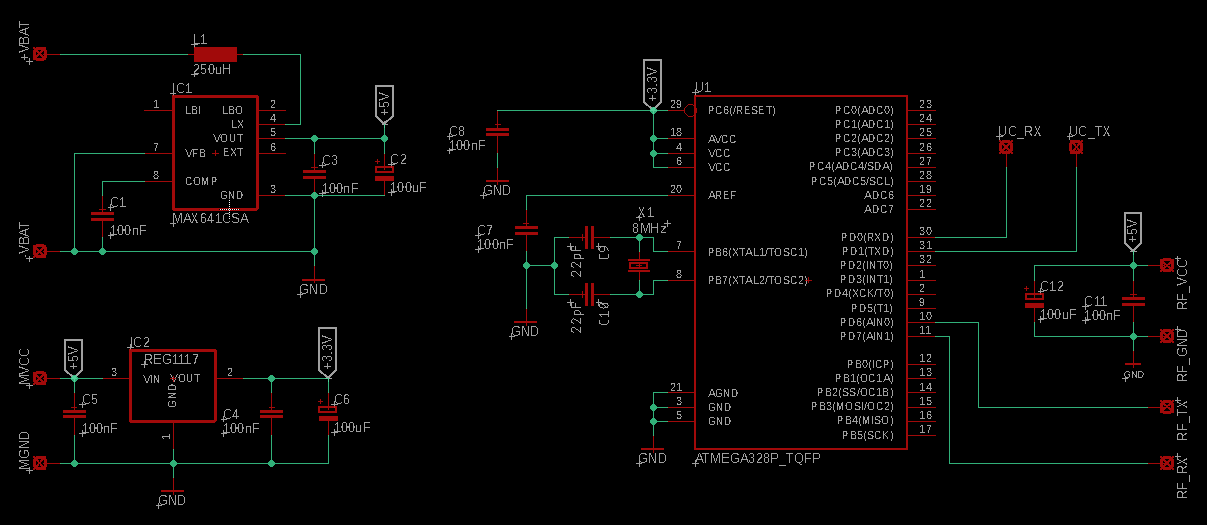 +VBAT
L1
250uH
IC1
1 LBI LBO 2
LX 4
VOUT 5
7 VFB EXT 6
8 COMP
GND 3
MAX641CSA
C1
100nF
-VBAT
C3
100nF
+5V
C2
100uF
GND
MVCC
+5V
IC2
REG1117
3 VIN VOUT 2
GND
1
C5
100nF
C4
100nF
+3.3V
C6
100uF
MGND
GND
+3.3V
C8
100nF
GND
C7
100nF
GND
22pF
C9
22pF
C10
X1
8MHz
GND
U1
29 PC6(/RESET) PC0(ADC0) 23
PC1(ADC1) 24
18 AVCC PC2(ADC2) 25
4 VCC PC3(ADC3) 26
6 VCC PC4(ADC4/SDA) 27
PC5(ADC5/SCL) 28
20 AREF ADC6 19
ADC7 22
PD0(RXD) 30
7 PB6(XTAL1/TOSC1) PD1(TXD) 31
PD2(INT0) 32
8 PB7(XTAL2/TOSC2) PD3(INT1) 1
PD4(XCK/T0) 2
PD5(T1) 9
PD6(AIN0) 10
PD7(AIN1) 11
PB0(ICP) 12
PB1(OC1A) 13
21 AGND PB2(SS/OC1B) 14
3 GND PB3(MOSI/OC2) 15
5 GND PB4(MISO) 16
PB5(SCK) 17
ATMEGA328P_TQFP
UC_RX
UC_TX
+5V
C12
100uF
C11
100nF
GND
RF_VCC
RF_GND
RF_TX
RF_RX